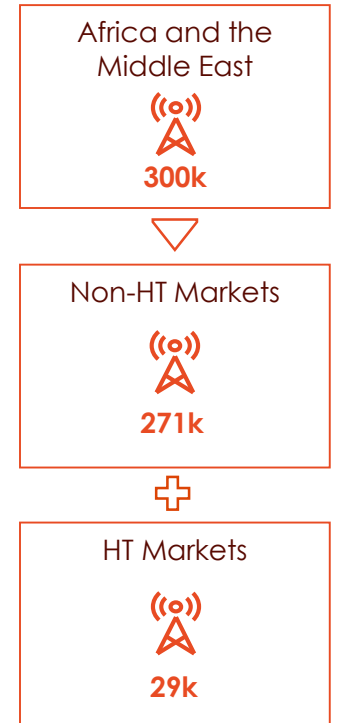 Africa and the
Middle East
300k
Non-HT Markets
271k
HT Markets
29k